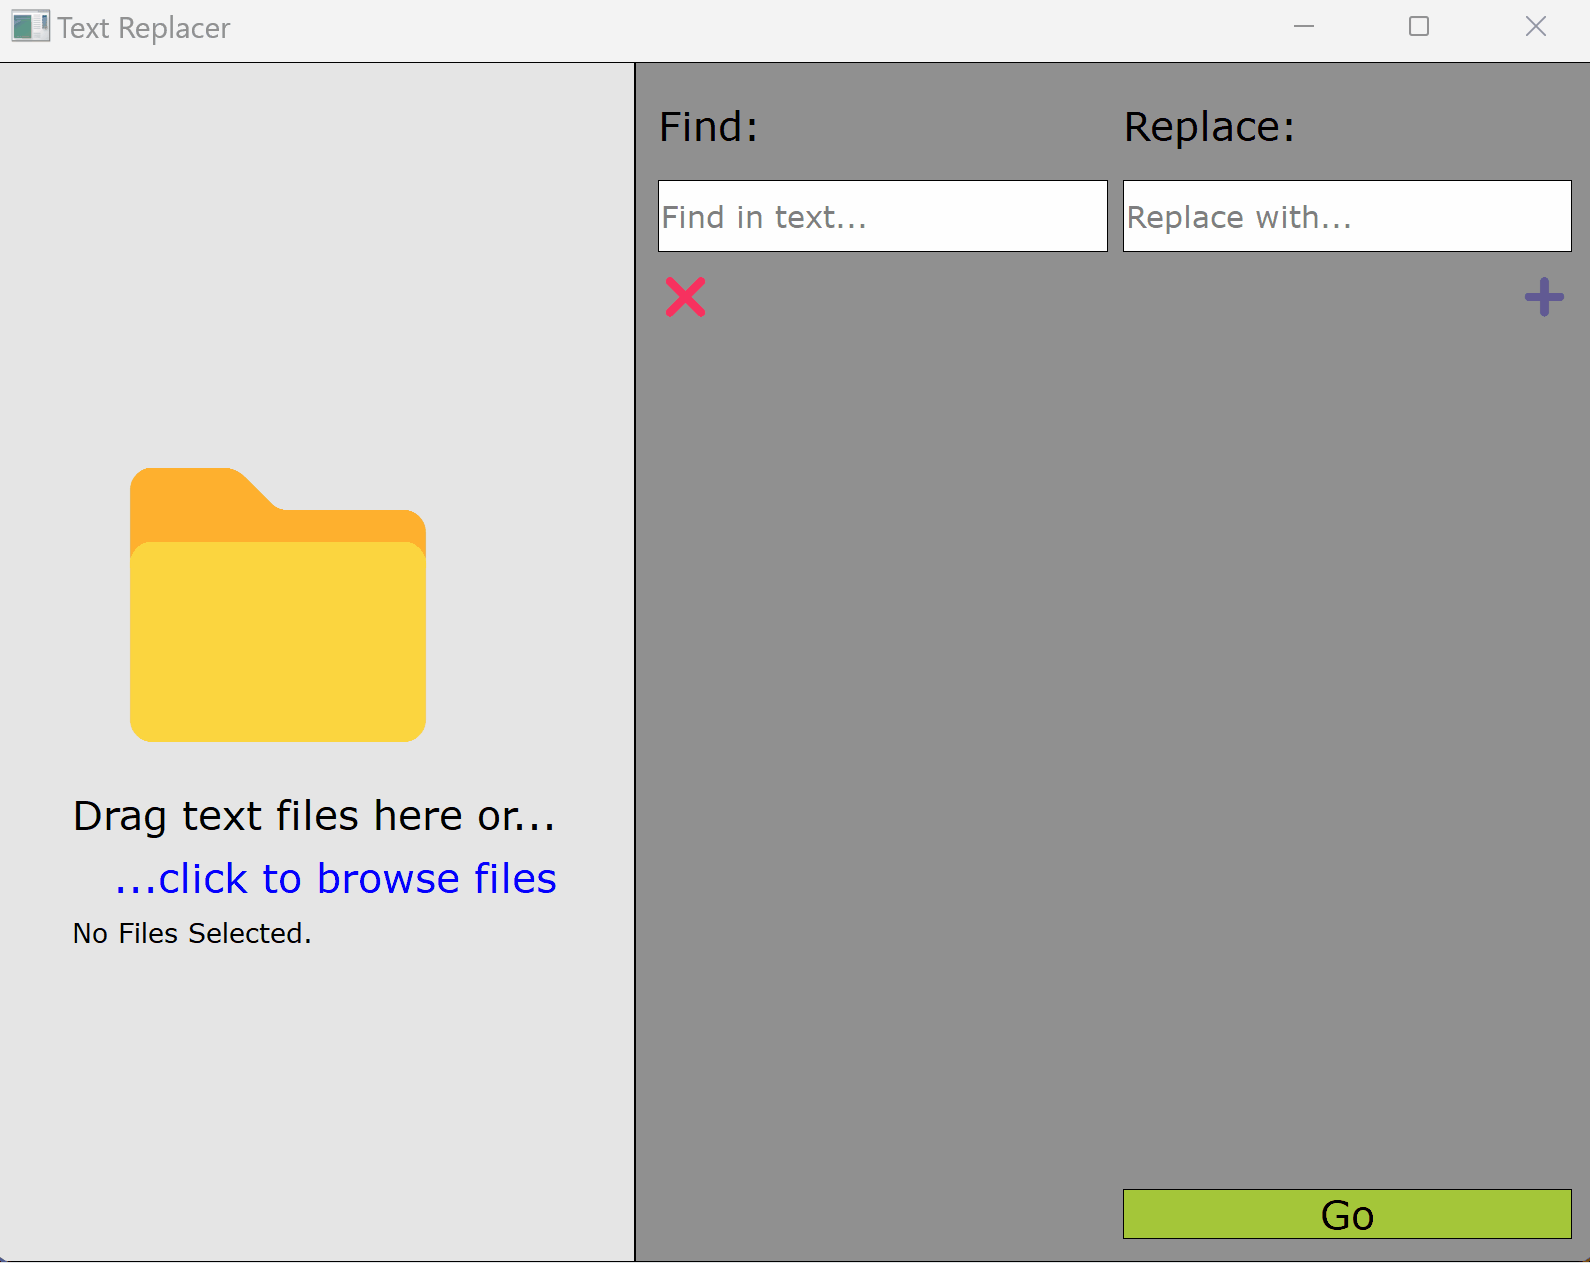 Text Replacer
Find:
Replace:
Find in text...
Replace with...
Drag text files here or...
...click to browse files
No Files Selected.
Go